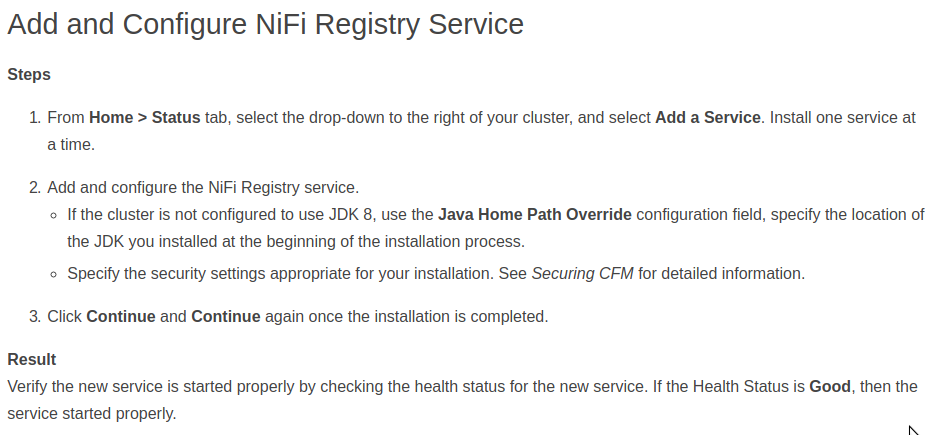 Add and Configure NiFi Registry Service
Steps
1. From Home > Status tab, select the drop-down to the right of your cluster, and select Add a Service. Install one service at
a time.
2. Add and configure the NiFi Registry service.
◦ If the cluster is not configured to use JDK 8, use the Java Home Path Override configuration field, specify the location of
the JDK you installed at the beginning of the installation process.
◦ Specify the security settings appropriate for your installation. See Securing CFM for detailed information.
3. Click Continue and Continue again once the installation is completed.
Result
Verify the new service is started properly by checking the health status for the new service. If the Health Status is Good, then the
service started properly.